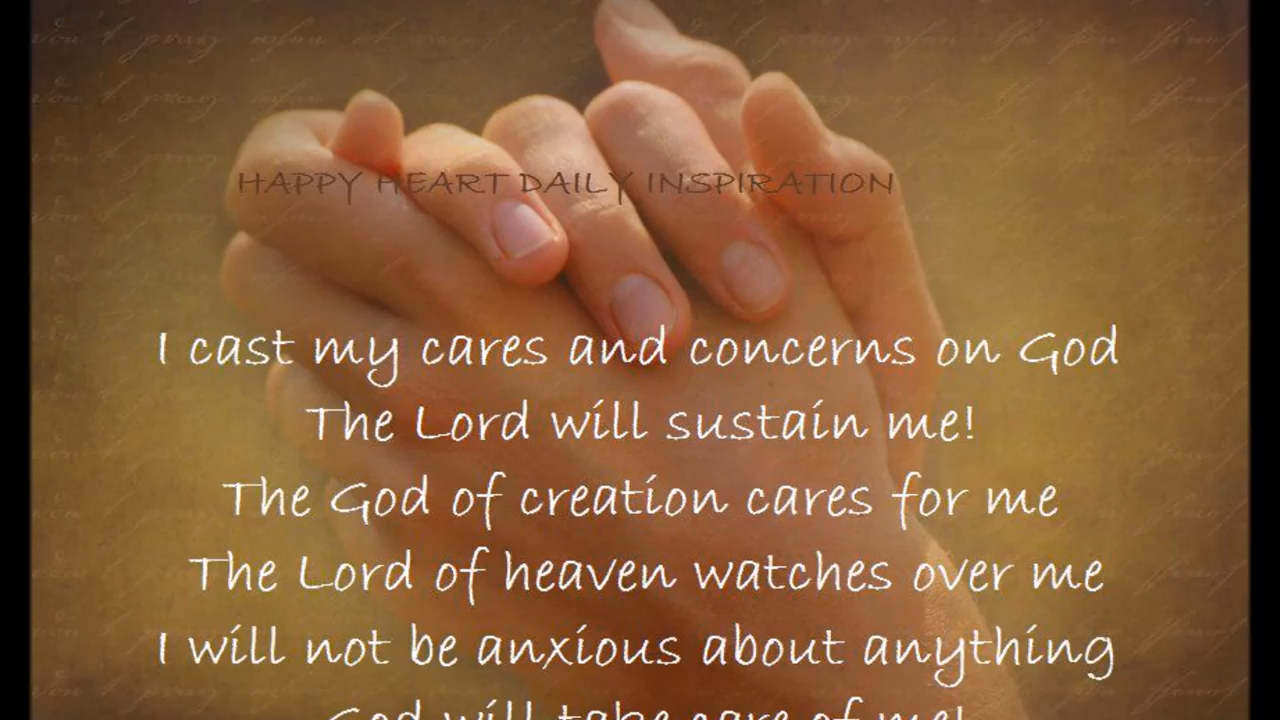 HAPPY HEART DAILY INSPIRATION
I cast my cares and concerns on God
The Lord will sustain me!
The God of creation cares for me
The Lord of heaven watches over me
I will not be anxious about anything
God will take care of me!